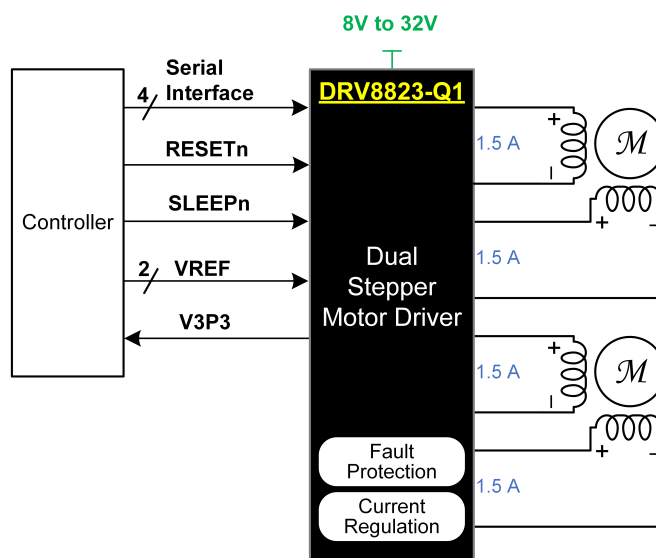 8V to 32V
Serial
Interface
4
DRV8823-Q1
RESETn
SLEEPn
Controller
2
VREF
V3P3
Dual
Stepper
Motor Driver
Fault
Protection
Current
Regulation
1.5 A
+
–
M
+
–
1.5 A
1.5 A
+
–
M
+
–
1.5 A